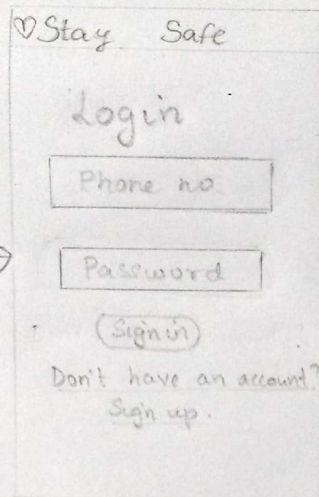 ♡ Stay Safe
Login
Phone no
Password
Sign in
Don't have an account?
Sign up.